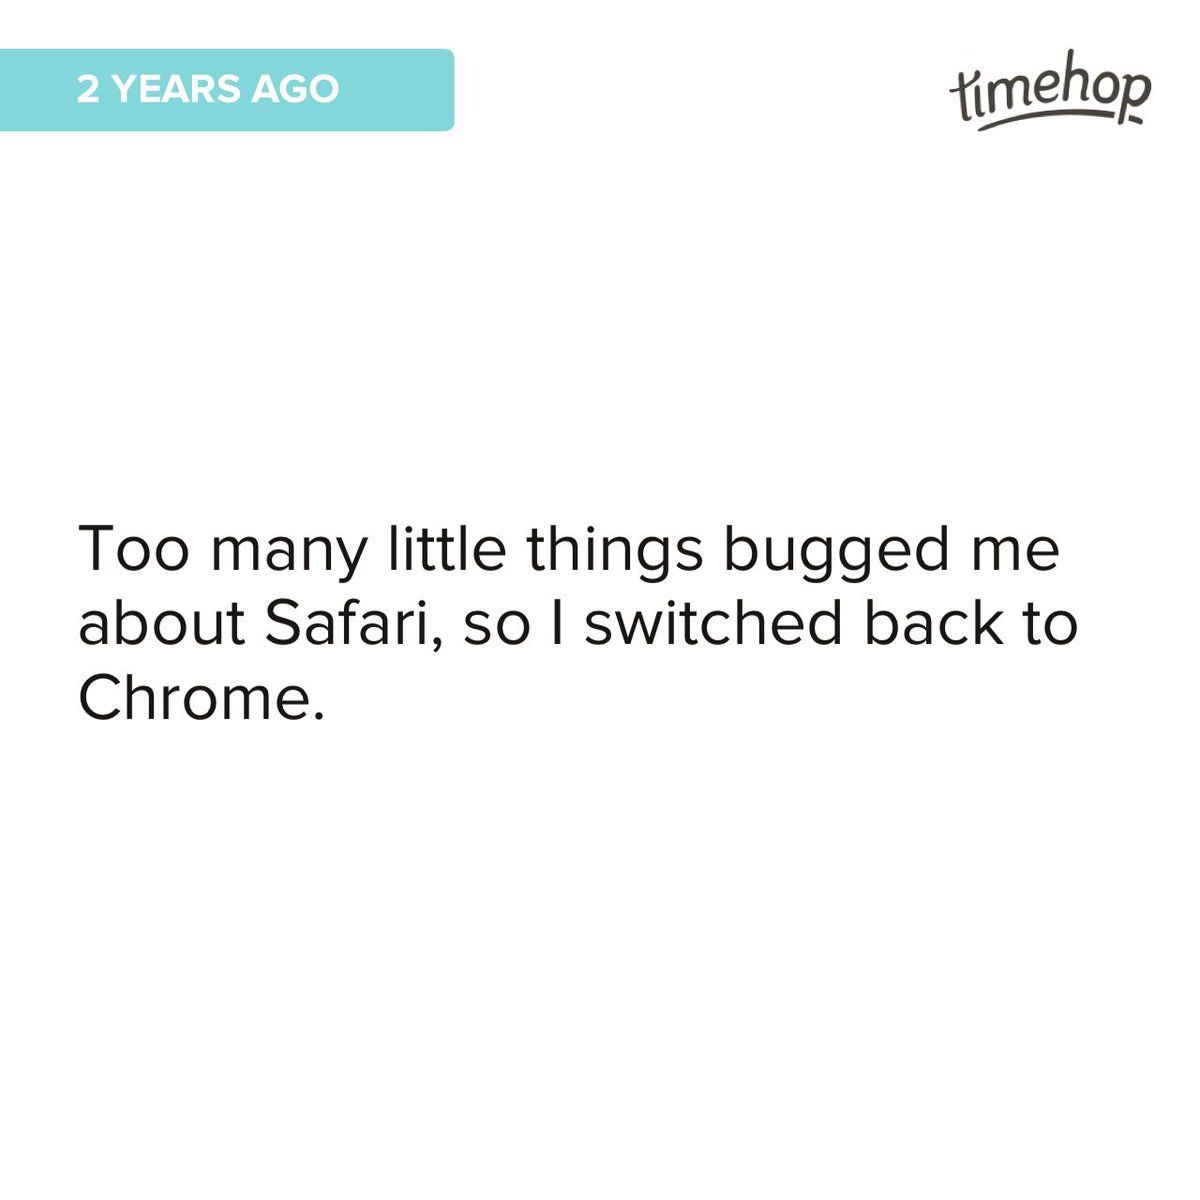 2 YEARS AGO
timehop
Too many little things bugged me
about Safari, so I switched back to
Chrome.